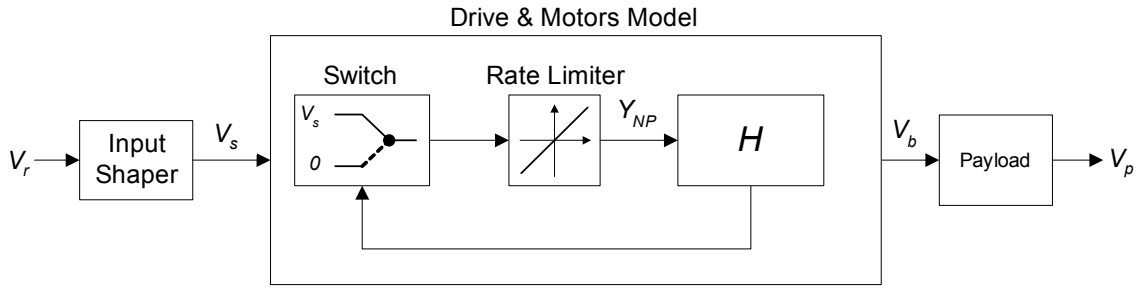 Drive & Motors Model
Switch
Rate Limiter
V_r
Input
Shaper
V_s
V_s
0
Y_NP
H
V_b
Payload
V_p